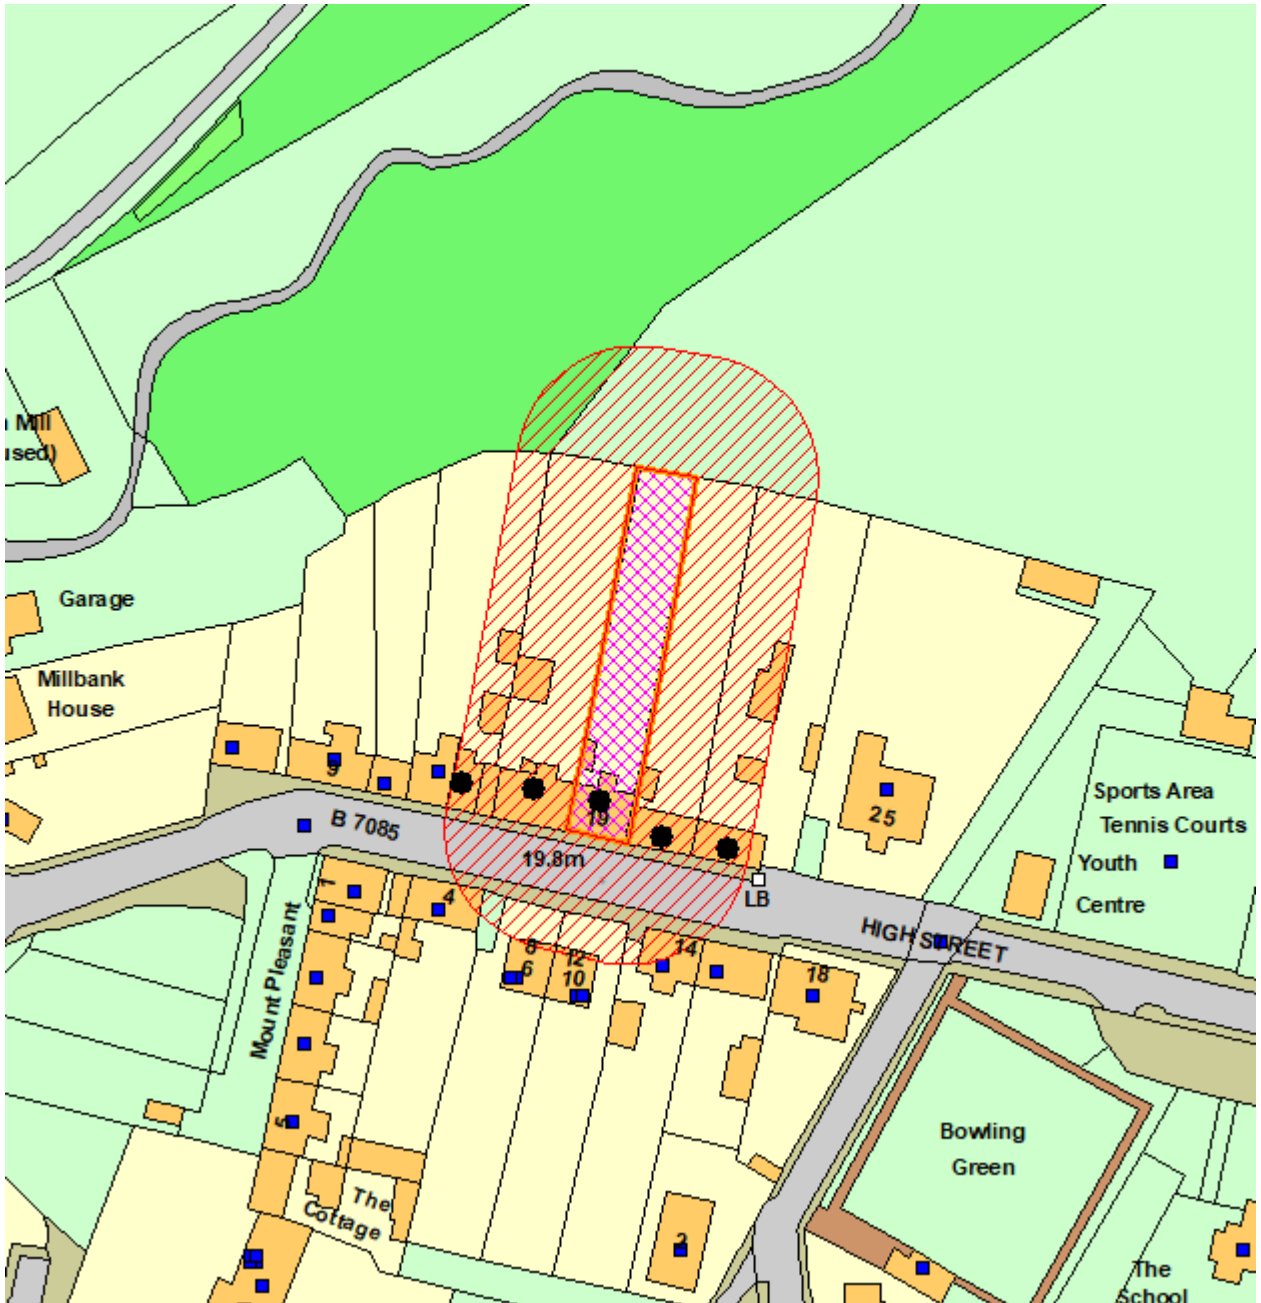 Mill
used)
Garage
Millbank
House
9
B 7085
19
19.8m
25
LB
HIGH STREET
Sports Area
Tennis Courts
Youth
Centre
1
4
8
6
12
10
14
18
Mount Pleasant
5
The
Cottage
2
Bowling
Green
The
School